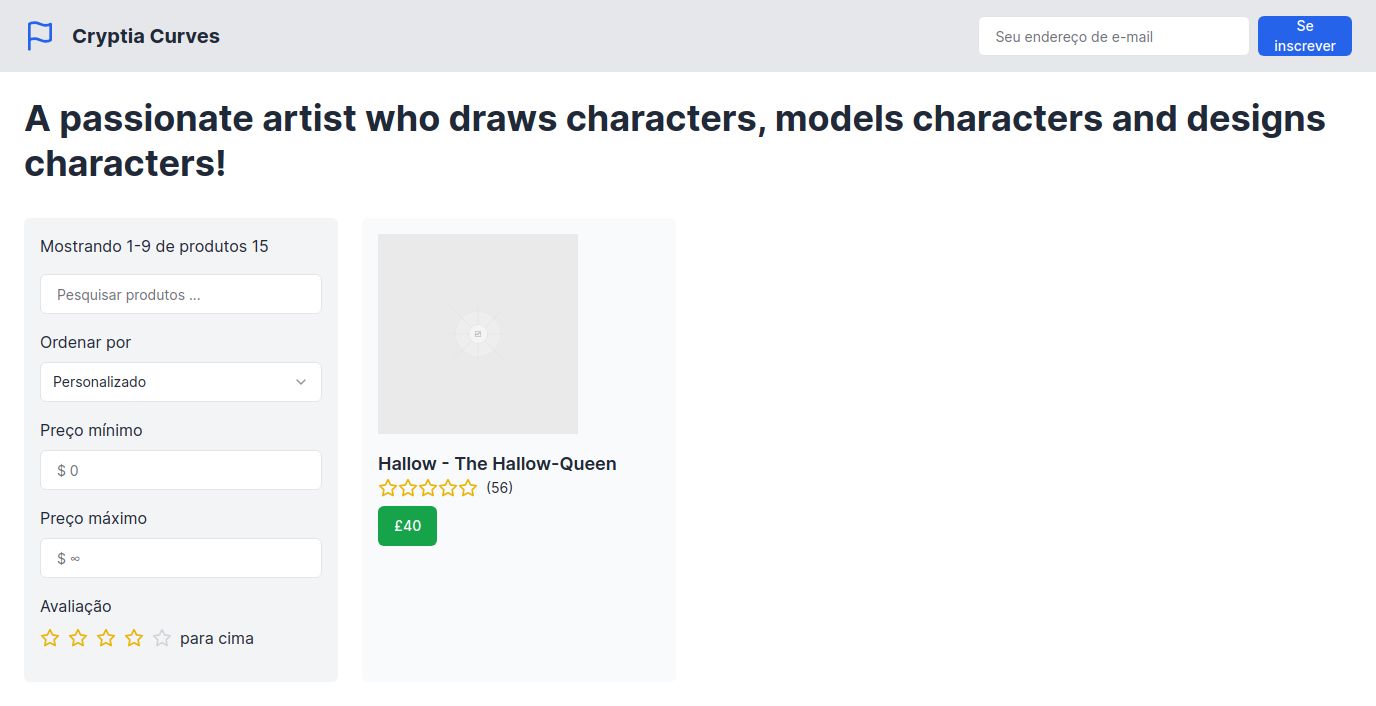 Cryptia Curves
Seu endereço de e-mail
Se
inscrever
A passionate artist who draws characters, models characters and designs
characters!
Mostrando 1-9 de produtos 15
Pesquisar produtos ...
Ordenar por
Personalizado
Preço mínimo
$ 0
Preço máximo
$ ∞
Avaliação
para cima
Hallow - The Hallow-Queen
(56)
£40